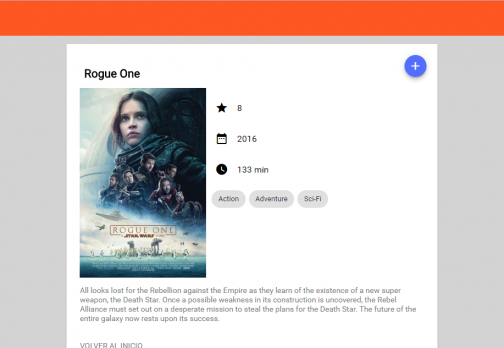 Rogue One
8
2016
133 min
Action Adventure Sci-Fi
ROGUE ONE
STAR WARS
All looks lost for the Rebellion against the Empire as they learn of the existence of a new super
weapon, the Death Star. Once a possible weakness in its construction is uncovered, the Rebel
Alliance must set out on a desperate mission to steal the plans for the Death Star. The future of the
entire galaxy now rests upon its success.
VOLVER AL INICIO